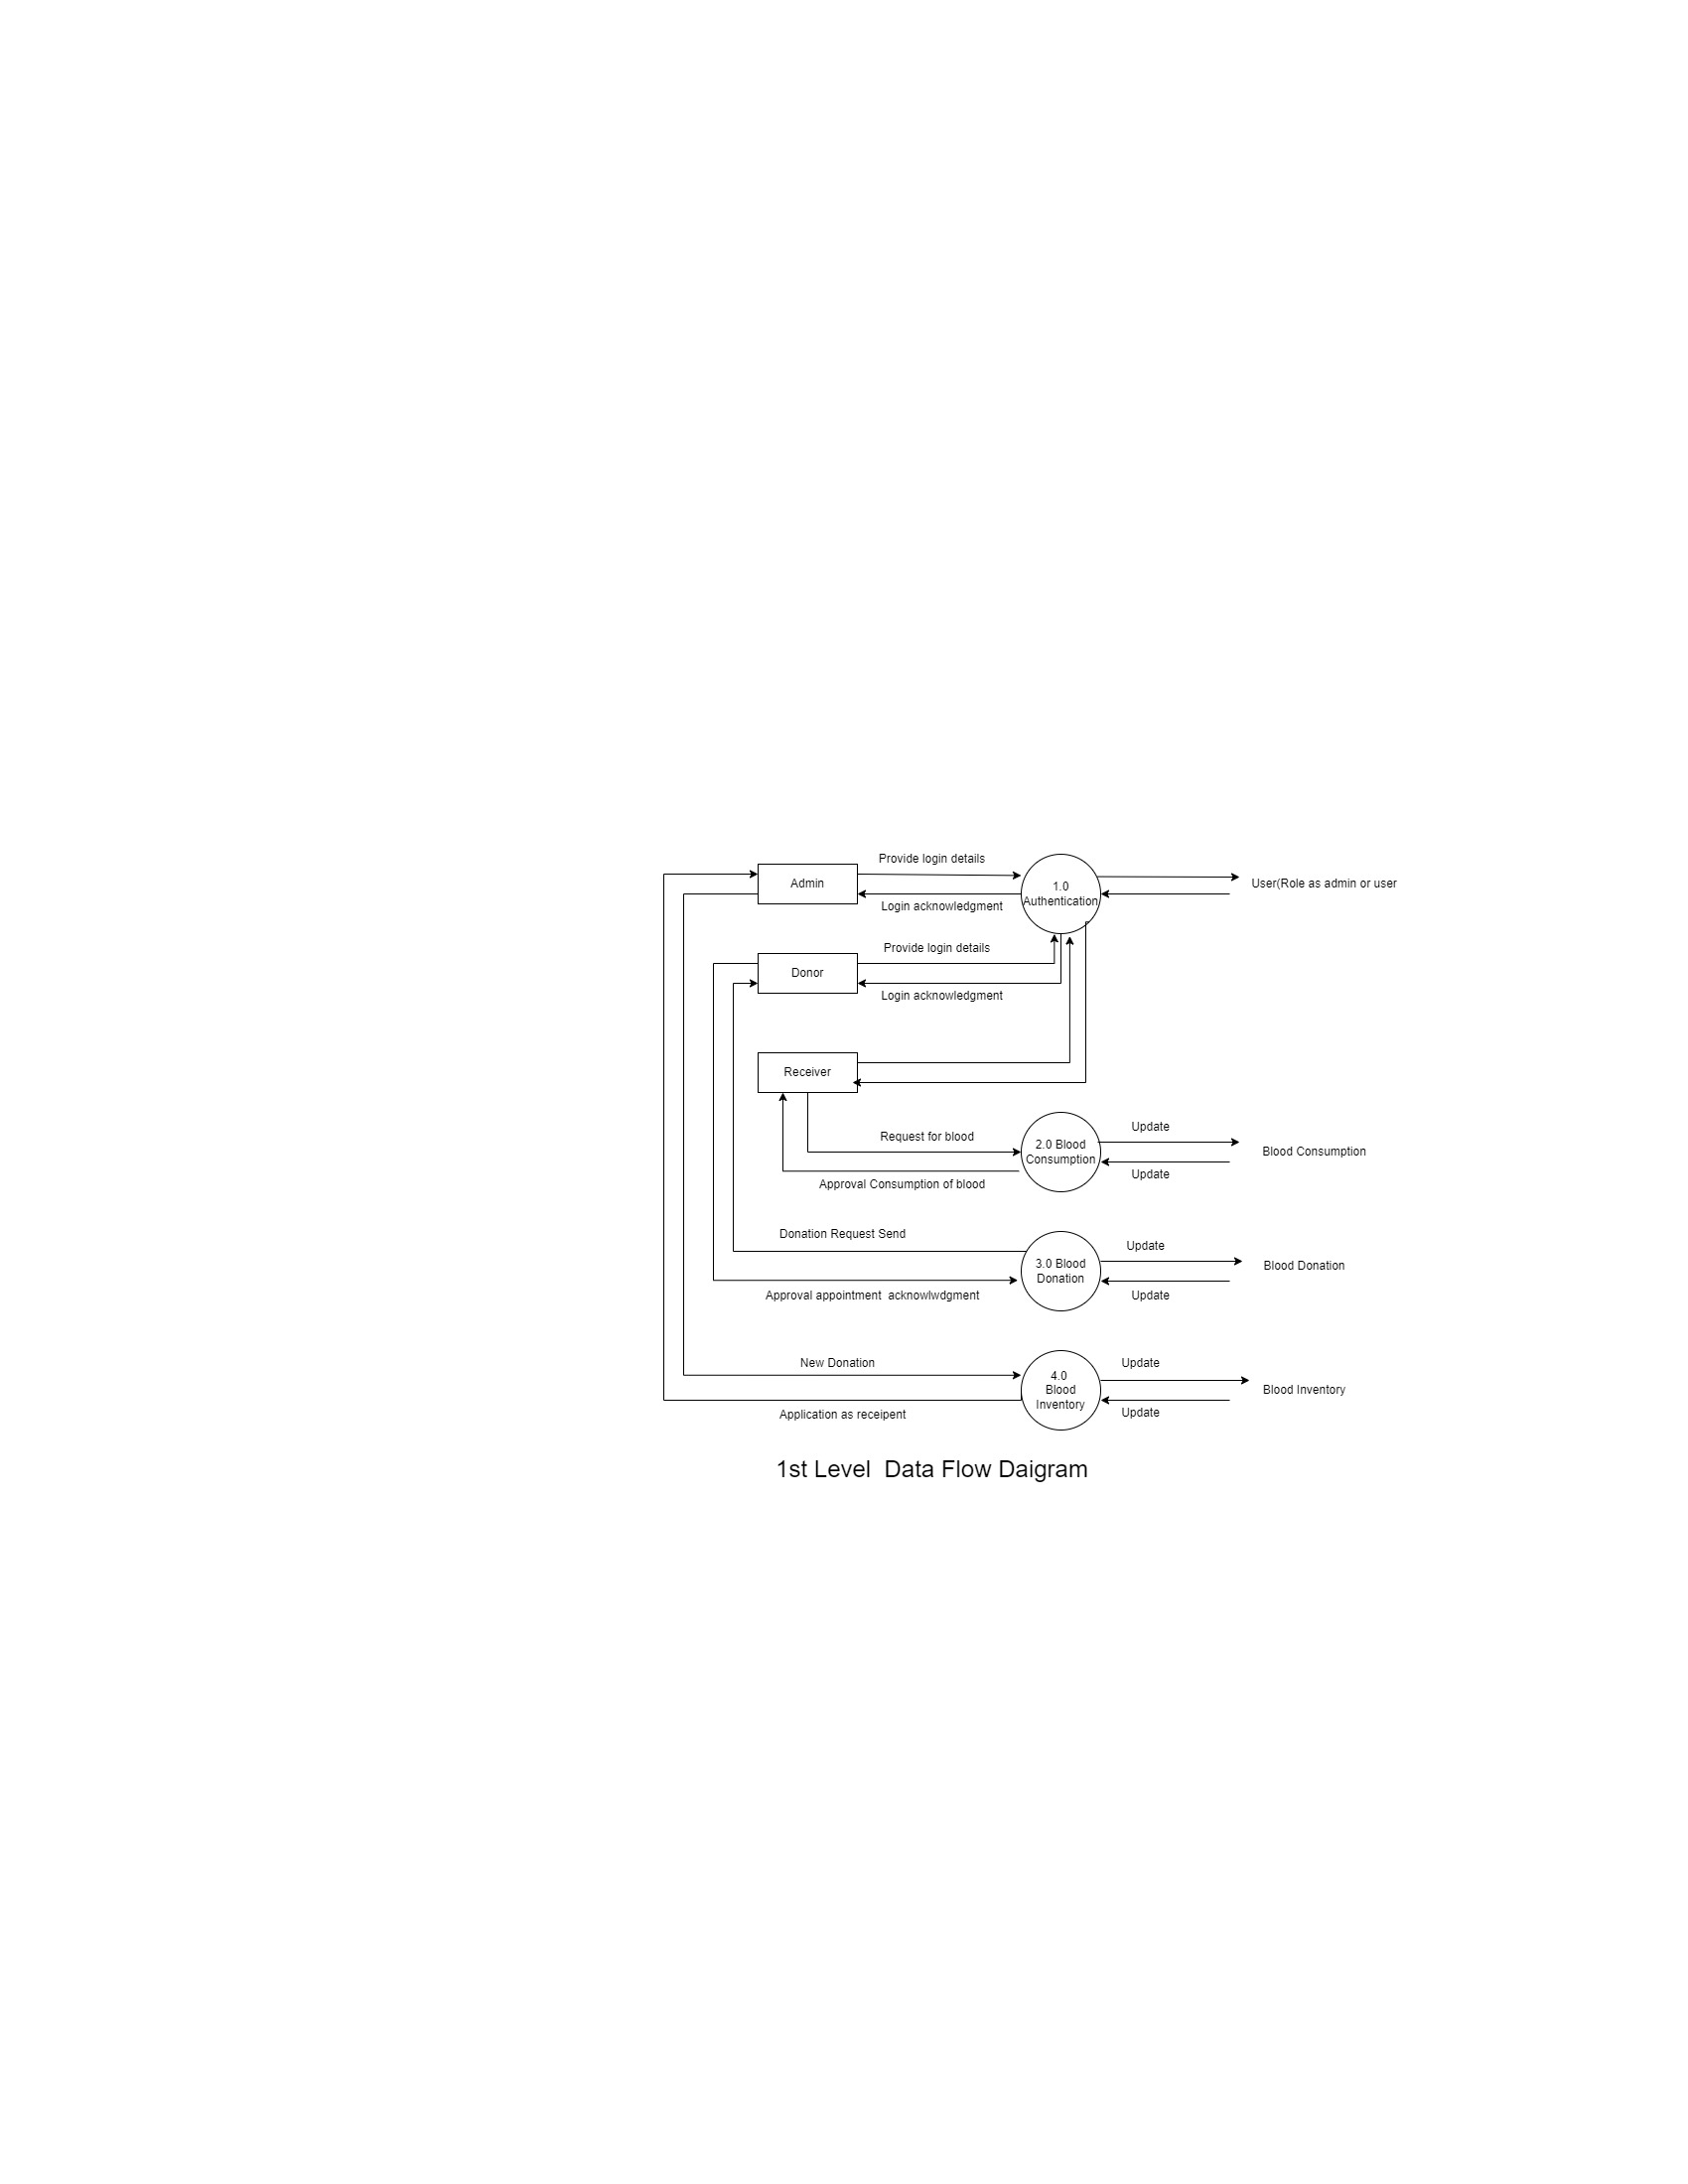 Provide login details
Admin
1.0
Authentication
User(Role as admin or user
Login acknowledgment
Provide login details
Donor
Login acknowledgment
Receiver
Update
Request for blood
2.0 Blood
Consumption
Blood Consumption
Update
Approval Consumption of blood
Donation Request Send
Update
3.0 Blood
Donation
Blood Donation
Approval appointment  acknowlwdgment
Update
New Donation
Update
4.0
Blood
Inventory
Blood Inventory
Application as receipent
Update
1st Level  Data Flow Daigram